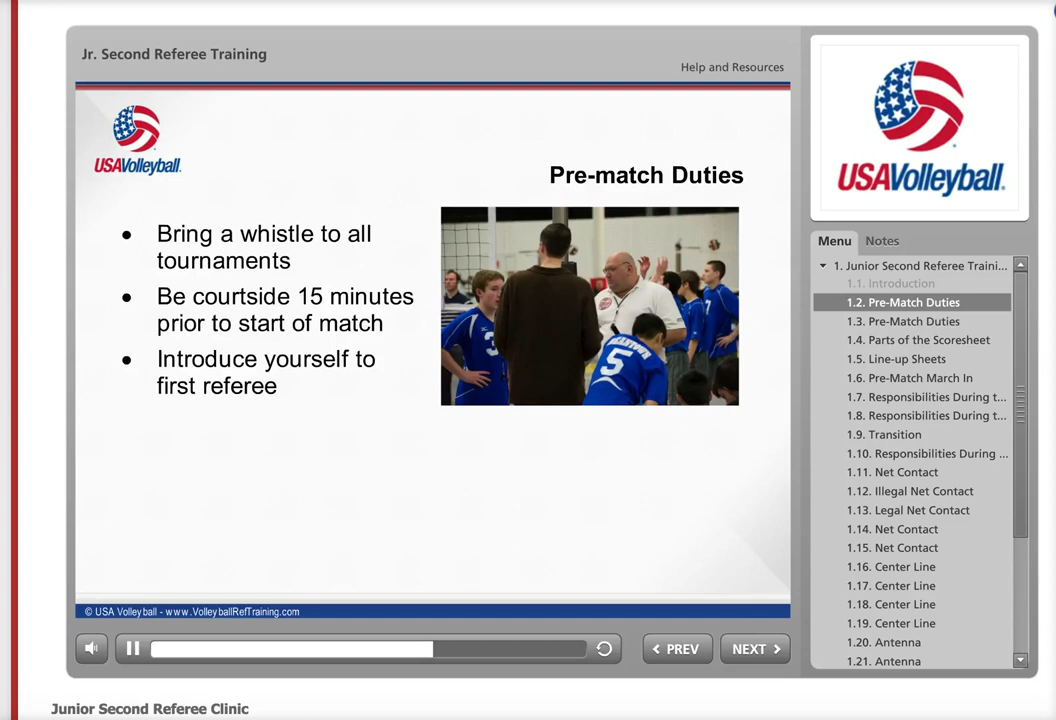 Jr. Second Referee Training
Help and Resources
USAVolleyball.
Pre-match Duties
• Bring a whistle to all
tournaments
• Be courtside 15 minutes
prior to start of match
• Introduce yourself to
first referee
3
5
7
© USA Volleyball - www.VolleyballRefTraining.com
PREV
NEXT
USAVolleyball.
Menu
Notes
1. Junior Second Referee Traini...
1.1. Introduction
1.2. Pre-Match Duties
1.3. Pre-Match Duties
1.4. Parts of the Scoresheet
1.5. Line-up Sheets
1.6. Pre-Match March In
1.7. Responsibilities During t...
1.8. Responsibilities During t...
1.9. Transition
1.10. Responsibilities During ...
1.11. Net Contact
1.12. Illegal Net Contact
1.13. Legal Net Contact
1.14. Net Contact
1.15. Net Contact
1.16. Center Line
1.17. Center Line
1.18. Center Line
1.19. Center Line
1.20. Antenna
1.21. Antenna
Junior Second Referee Clinic